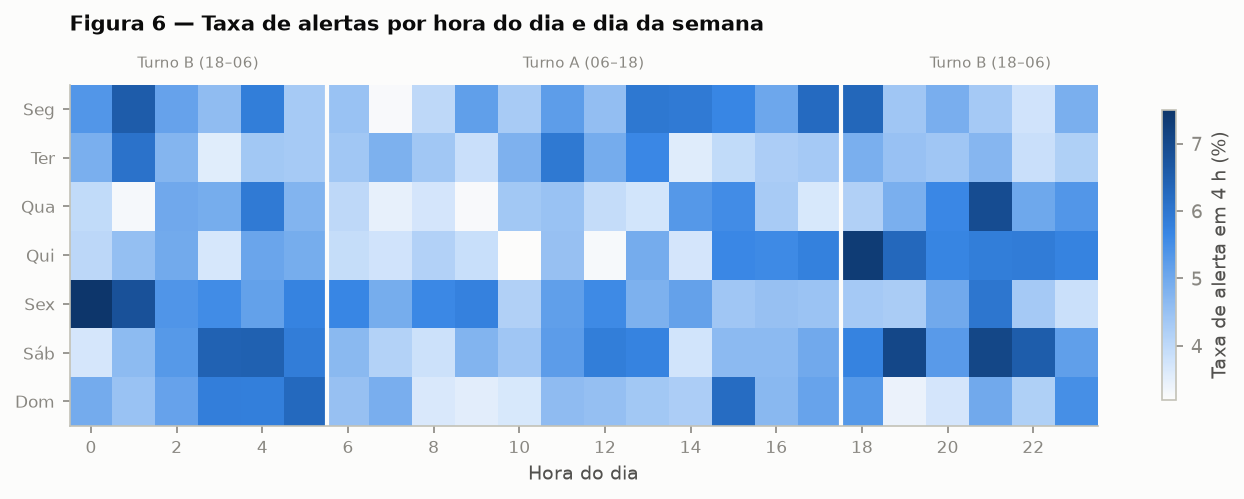 Figura 6 — Taxa de alertas por hora do dia e dia da semana
Turno B (18–06) Turno A (06–18) Turno B (18–06)
Seg
Ter
Qua
Qui
Sex
Sáb
Dom
0 2 4 6 8 10 12 14 16 18 20 22
Hora do dia
7
6
5
4
Taxa de alerta em 4 h (%)